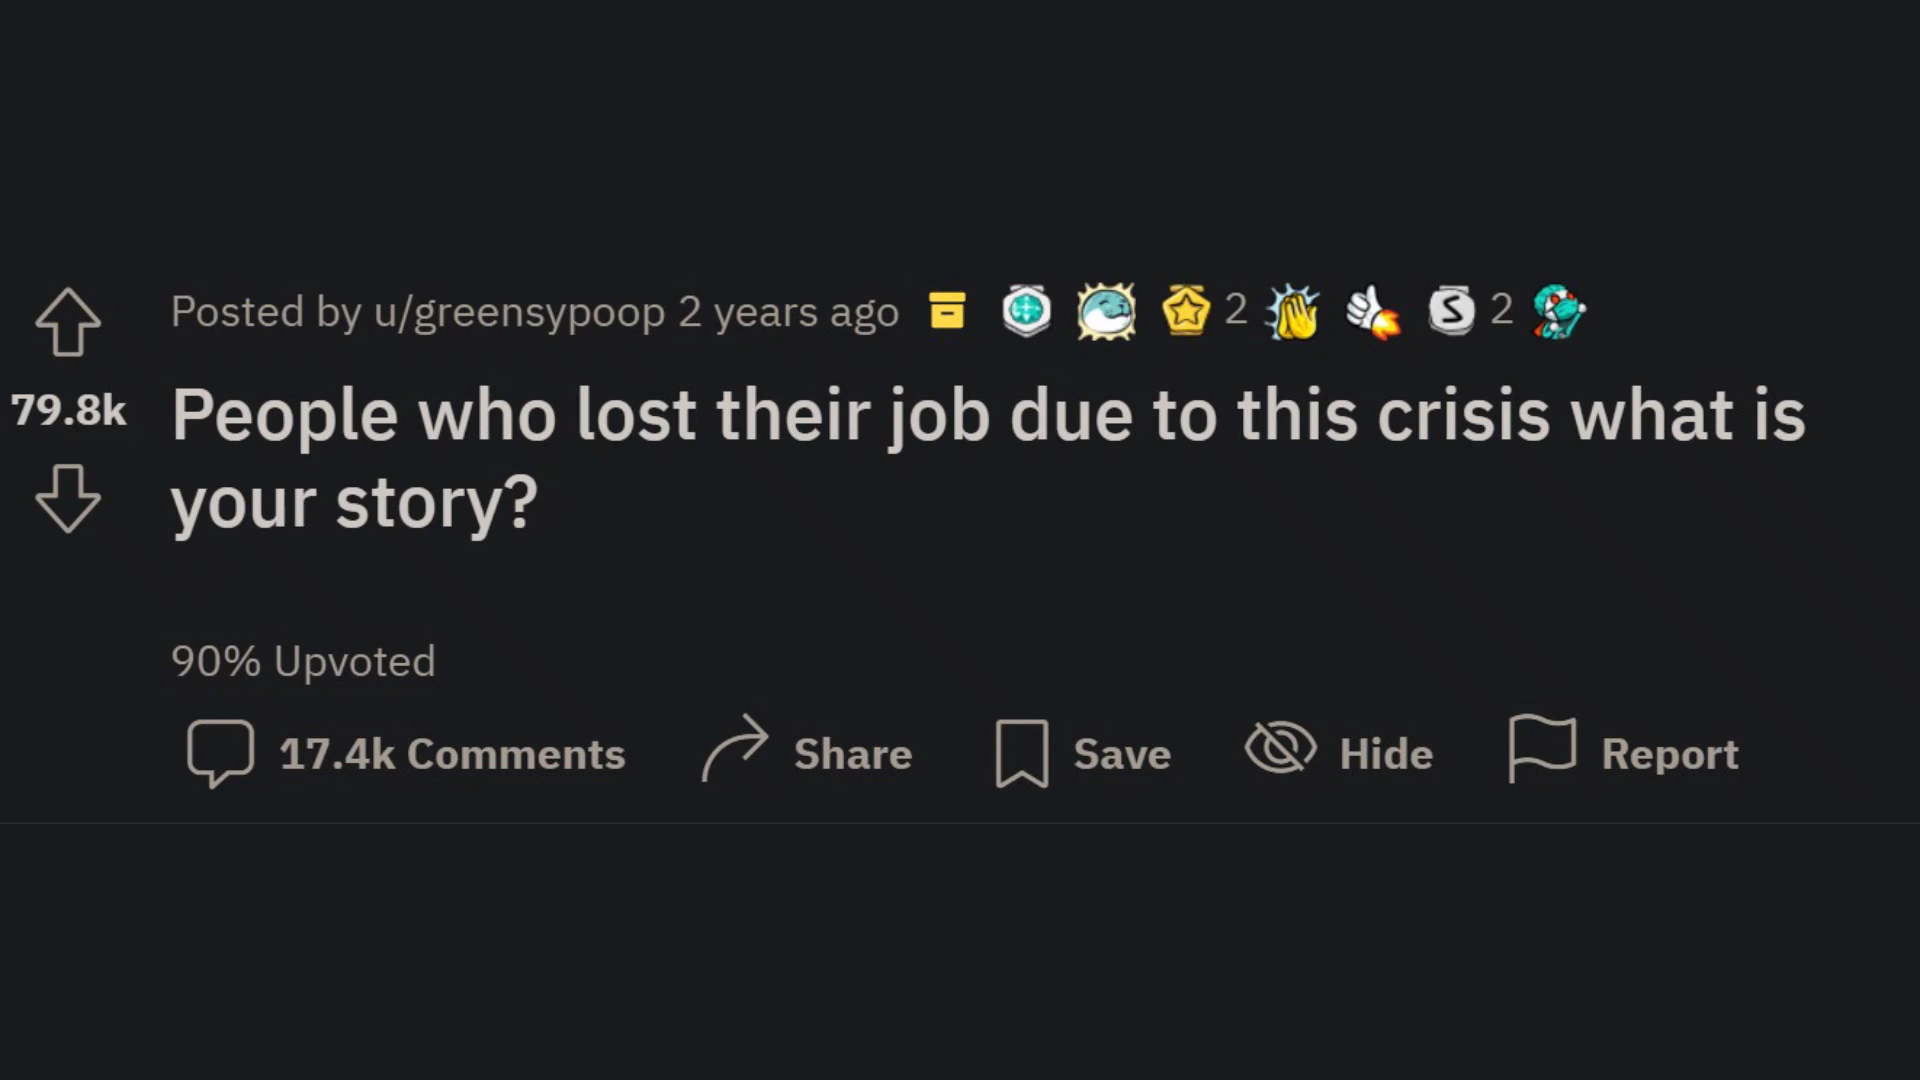 Posted by u/greensypoop 2 years ago 2 S 2
79.8k
People who lost their job due to this crisis what is
your story?
90% Upvoted
17.4k Comments Share Save Hide Report